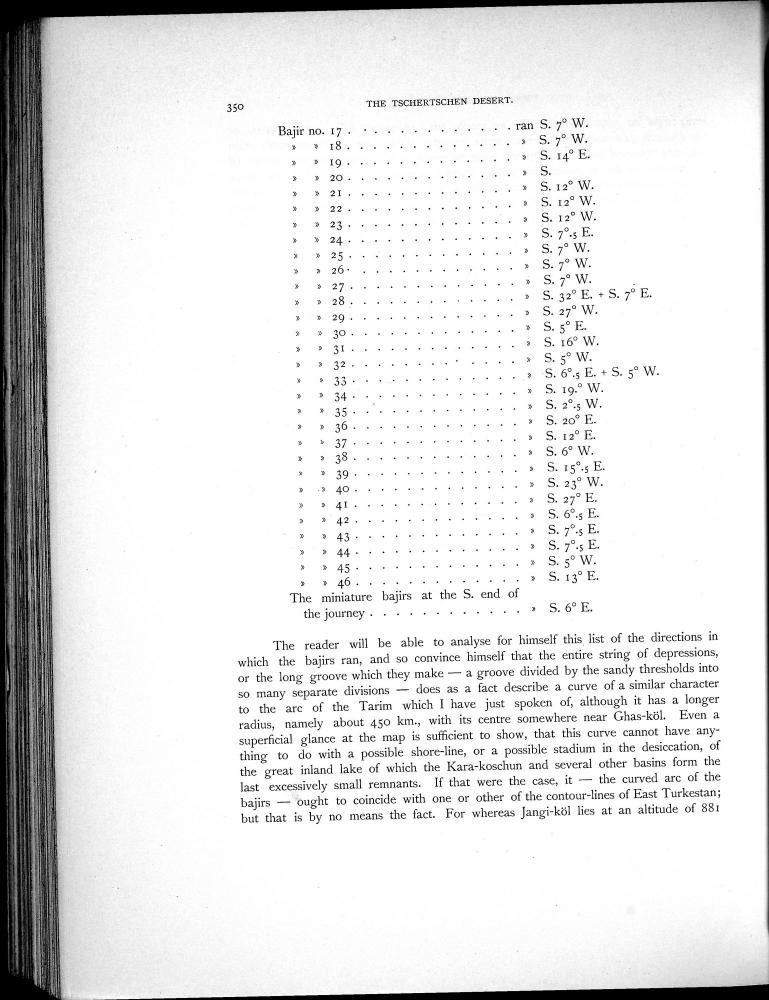 350 THE TSCHERTSCHEN DESERT.
Bajir no. 17 . . . . . . . . . . . . . ran S. 7° W.
» » 18 . . . . . . . . . . . . . » S. 7° W.
» » 19 . . . . . . . . . . . . . » S. 14° E.
» » 20 . . . . . . . . . . . . . » S.
» » 21 . . . . . . . . . . . . . » S. 12° W.
» » 22 . . . . . . . . . . . . . » S. 12° W.
» » 23 . . . . . . . . . . . . . » S. 12° W.
» » 24 . . . . . . . . . . . . . » S. 7°.5 E.
» » 25 . . . . . . . . . . . . . » S. 7° W.
» » 26 . . . . . . . . . . . . . » S. 7° W.
» » 27 . . . . . . . . . . . . . » S. 7° W.
» » 28 . . . . . . . . . . . . . » S. 32° E. + S. 7° E.
» » 29 . . . . . . . . . . . . . » S. 27° W.
» » 30 . . . . . . . . . . . . . » S. 5° E.
» » 31 . . . . . . . . . . . . . » S. 16° W.
» » 32 . . . . . . . . . . . . . » S. 5° W.
» » 33 . . . . . . . . . . . . . » S. 6°.5 E. + S. 5° W.
» » 34 . . . . . . . . . . . . . » S. 19.° W.
» » 35 . . . . . . . . . . . . . » S. 2°.5 W.
» » 36 . . . . . . . . . . . . . » S. 20° E.
» » 37 . . . . . . . . . . . . . » S. 12° E.
» » 38 . . . . . . . . . . . . . » S. 6° W.
» » 39 . . . . . . . . . . . . . » S. 15°.5 E.
» » 40 . . . . . . . . . . . . . » S. 23° W.
» » 41 . . . . . . . . . . . . . » S. 27° E.
» » 42 . . . . . . . . . . . . . » S. 6°.5 E.
» » 43 . . . . . . . . . . . . . » S. 7°.5 E.
» » 44 . . . . . . . . . . . . . » S. 7°.5 E.
» » 45 . . . . . . . . . . . . . » S. 5° W.
» » 46 . . . . . . . . . . . . . » S. 13° E.
The miniature bajirs at the S. end of
the journey . . . . . . . . . . . . » S. 6° E.
The reader will be able to analyse for himself this list of the directions in
which the bajirs ran, and so convince himself that the entire string of depressions,
or the long groove which they make — a groove divided by the sandy thresholds into
so many separate divisions — does as a fact describe a curve of a similar character
to the arc of the Tarim which I have just spoken of, although it has a longer
radius, namely about 450 km., with its centre somewhere near Ghas-köl. Even a
superficial glance at the map is sufficient to show, that this curve cannot have any-
thing to do with a possible shore-line, or a possible stadium in the desiccation, of
the great inland lake of which the Kara-koschun and several other basins form the
last excessively small remnants. If that were the case, it — the curved arc of the
bajirs — ought to coincide with one or other of the contour-lines of East Turkestan;
but that is by no means the fact. For whereas Jangi-köl lies at an altitude of 881